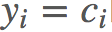 yᵢ = cᵢ